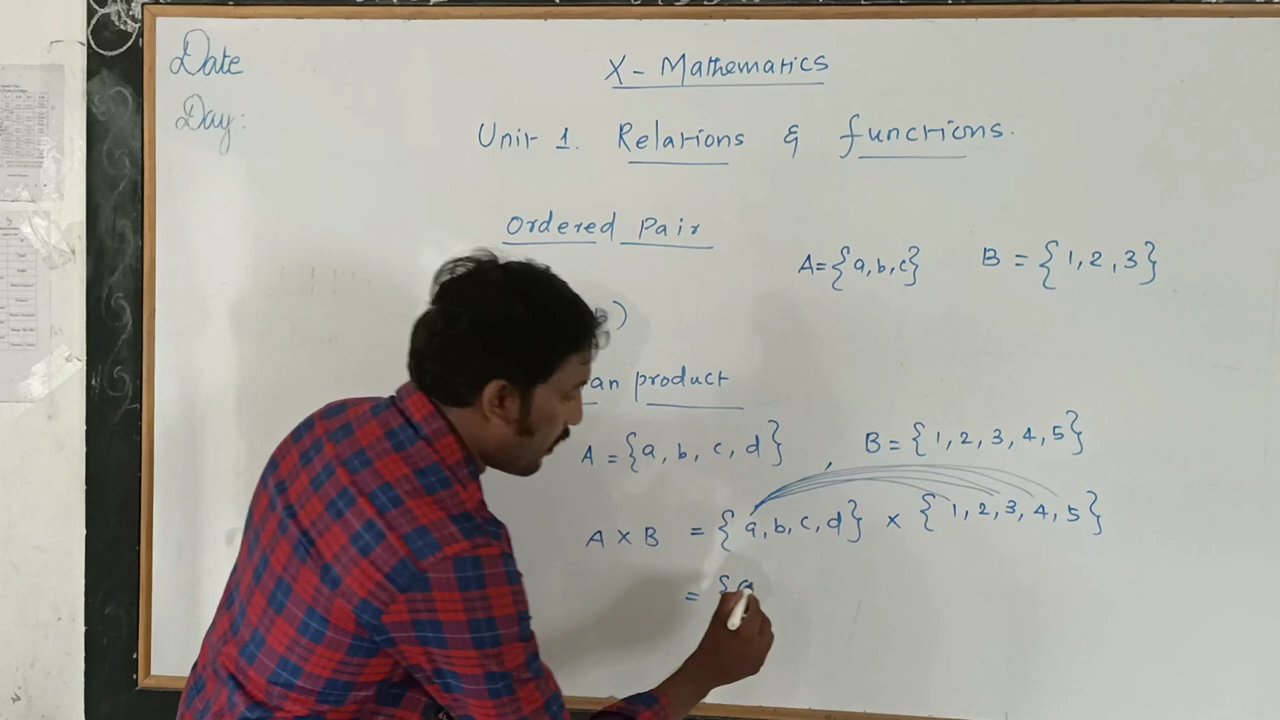 Date
X - Mathematics
Day:
Unit 1. Relations & functions.
Ordered Pair
A={a,b,c} B = {1,2,3}
)
an product
A = {a, b, c, d} , B = {1, 2, 3, 4, 5}
A X B = {a, b, c, d} x {1, 2, 3, 4, 5}
= {